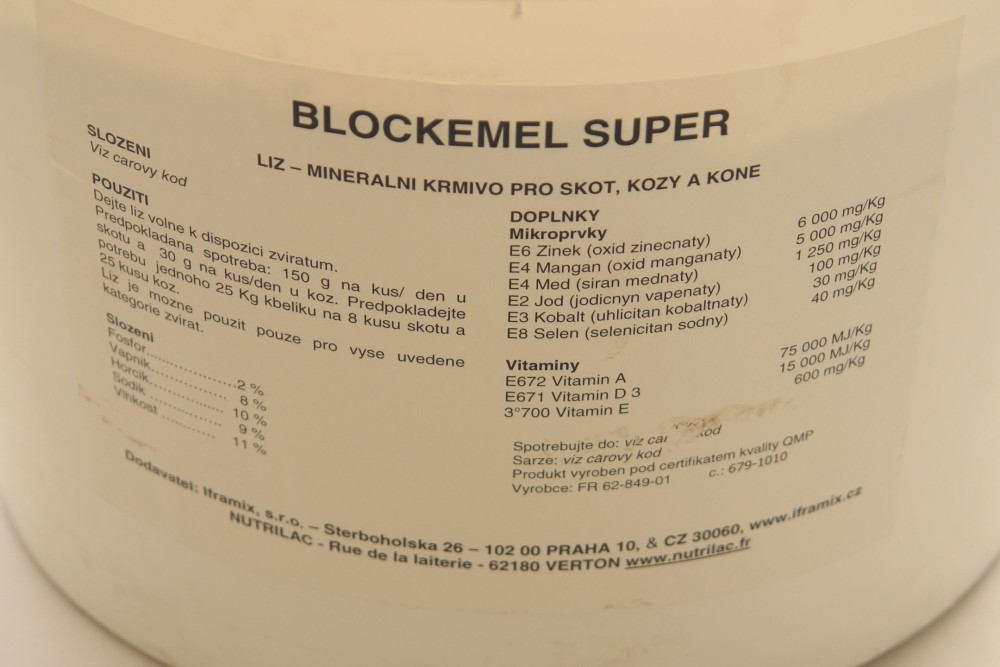 BLOCKEMEL SUPER
LIZ – MINERALNI KRMIVO PRO SKOT, KOZY A KONE
SLOZENI
Viz carovy kod
POUZITI
Dejte liz volne k dispozici zviratum.
Predpokladana spotreba: 150 g na kus/ den u
skotu a 30 g na kus/den u koz. Predpokladejte
potrebu jednoho 25 Kg kbeliku na 8 kusu skotu a
25 kusu koz.
Liz je mozne pouzit pouze pro vyse uvedene
kategorie zvirat.
Slozeni
Fosfor..................2 %
Vapnik................ 8 %
Horcik................ 10 %
Sodik ................ 9 %
Vlhkost ............ 11 %
DOPLNKY
Mikroprvky
E6 Zinek (oxid zinecnaty) 6 000 mg/Kg
E4 Mangan (oxid manganaty) 5 000 mg/Kg
E4 Med (siran mednaty) 1 250 mg/Kg
E2 Jod (jodicnyn vapenaty) 100 mg/Kg
E3 Kobalt (uhlicitan kobaltnaty) 30 mg/Kg
E8 Selen (selenicitan sodny) 40 mg/Kg
Vitaminy
E672 Vitamin A 75 000 MJ/Kg
E671 Vitamin D 3 15 000 MJ/Kg
3°700 Vitamin E 600 mg/Kg
Spotrebujte do: viz
Sarze: viz cárovy kod
Produkt vyroben pod certifikatem kvality QMP
Vyrobce: FR 62-849-01 c.: 679-1010
Dodavatel: Iframix, s.r.o. – Sterboholska 26 – 102 00 PRAHA 10, & CZ 30060, www.iframix.cz
NUTRILAC - Rue de la laiterie - 62180 VERTON www.nutrilac.fr